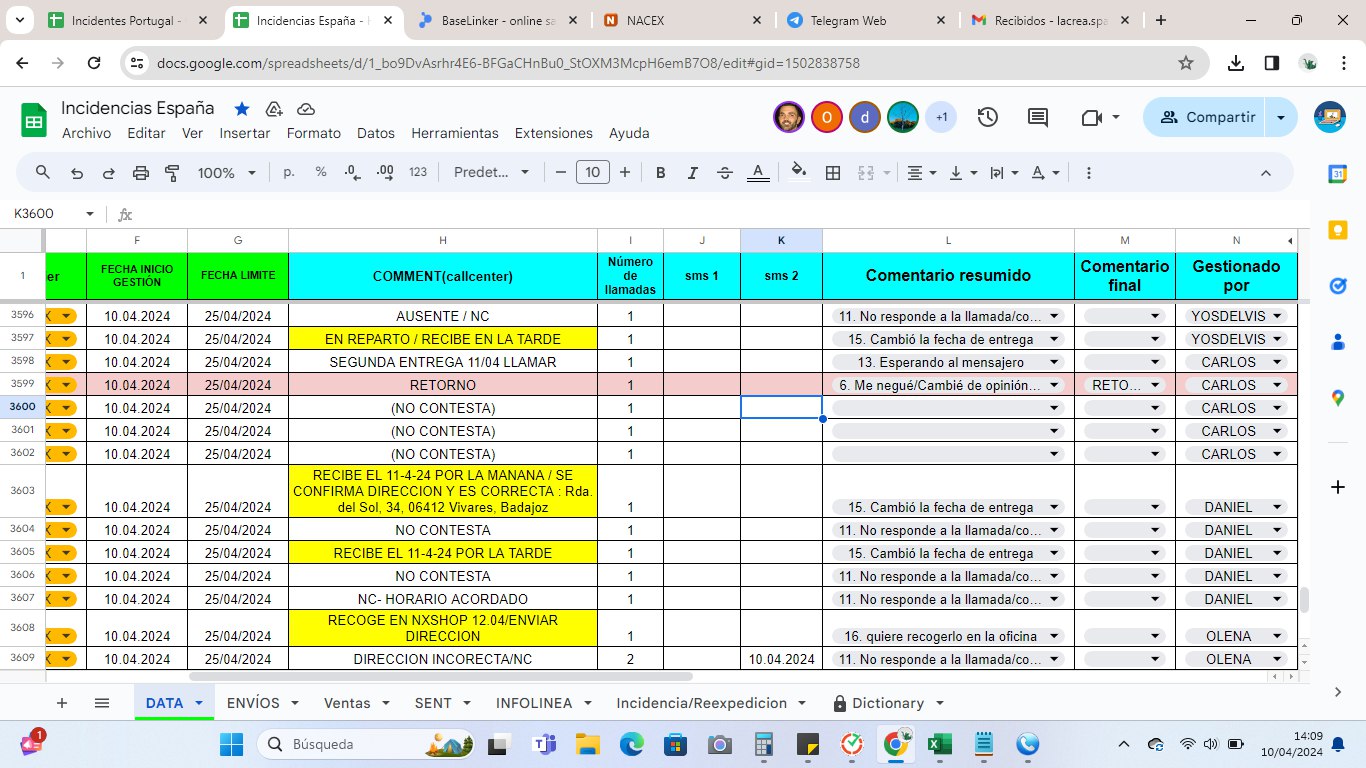 Incidentes Portugal -
Incidencias España -
BaseLinker - online sa
NACEX
Telegram Web
Recibidos - lacrea.spa
docs.google.com/spreadsheets/d/1_bo9DvAsrhr4E6-BFGaCHnBu0_StOXM3McpH6emB7O8/edit#gid=1502838758
Incidencias España
O
d
+1
Compartir
Archivo Editar Ver Insertar Formato Datos Herramientas Extensiones Ayuda
100% p. % .0 .00 123 Predet... 10 B I A
31
K3600
fx
F G H I J K L M N
1 er FECHA INICIO GESTIÓN FECHA LIMITE COMMENT(callcenter) Número de llamadas sms 1 sms 2 Comentario resumido Comentario final Gestionado por
3596 10.04.2024 25/04/2024 AUSENTE / NC 1 11. No responde a la llamada/co... YOSDELVIS
3597 10.04.2024 25/04/2024 EN REPARTO / RECIBE EN LA TARDE 1 15. Cambió la fecha de entrega YOSDELVIS
3598 10.04.2024 25/04/2024 SEGUNDA ENTREGA 11/04 LLAMAR 1 13. Esperando al mensajero CARLOS
3599 10.04.2024 25/04/2024 RETORNO 1 6. Me negué/Cambié de opinión... RETO... CARLOS
3600 10.04.2024 25/04/2024 (NO CONTESTA) 1 CARLOS
3601 10.04.2024 25/04/2024 (NO CONTESTA) 1 CARLOS
3602 10.04.2024 25/04/2024 (NO CONTESTA) 1 CARLOS
RECIBE EL 11-4-24 POR LA MANANA / SE
3603 CONFIRMA DIRECCION Y ES CORRECTA : Rda.
10.04.2024 25/04/2024 del Sol, 34, 06412 Vivares, Badajoz 1 15. Cambió la fecha de entrega DANIEL
3604 10.04.2024 25/04/2024 NO CONTESTA 1 11. No responde a la llamada/co... DANIEL
3605 10.04.2024 25/04/2024 RECIBE EL 11-4-24 POR LA TARDE 1 15. Cambió la fecha de entrega DANIEL
3606 10.04.2024 25/04/2024 NO CONTESTA 1 11. No responde a la llamada/co... DANIEL
3607 10.04.2024 25/04/2024 NC- HORARIO ACORDADO 1 11. No responde a la llamada/co... DANIEL
3608 RECOGE EN NXSHOP 12.04/ENVIAR
10.04.2024 25/04/2024 DIRECCION 1 16. quiere recogerlo en la oficina OLENA
3609 10.04.2024 25/04/2024 DIRECCION INCORECTA/NC 2 10.04.2024 11. No responde a la llamada/co... OLENA
DATA ENVÍOS Ventas SENT INFOLINEA Incidencia/Reexpedicion Dictionary
1
Búsqueda
14:09
10/04/2024